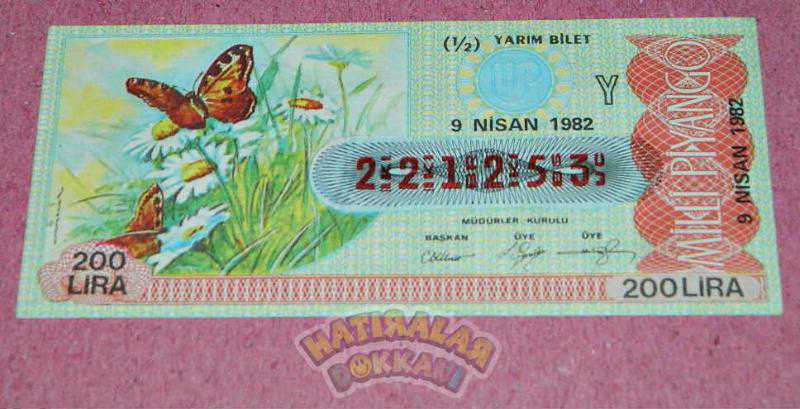 (½) YARIM BİLET
MP
Y
9 NİSAN 1982
2 2 1 2 5 3
MÜDÜRLER KURULU
BAŞKAN ÜYE ÜYE
200
LİRA
200 LİRA
MİLLÎ PİYANGO
9 NİSAN 1982
HATIRALAR
DÜKKANI